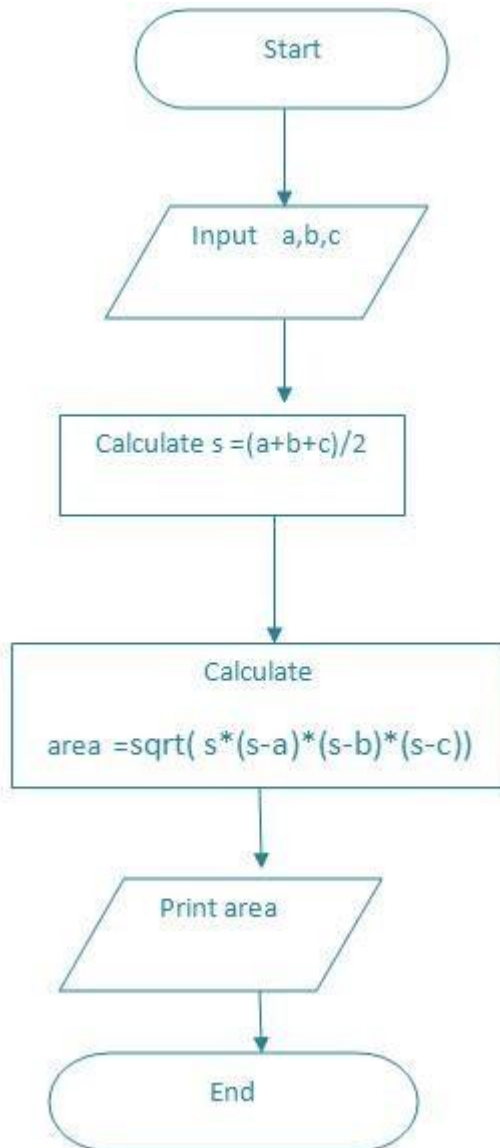 Start
Input a,b,c
Calculate s =(a+b+c)/2
Calculate
area =sqrt( s*(s-a)*(s-b)*(s-c))
Print area
End